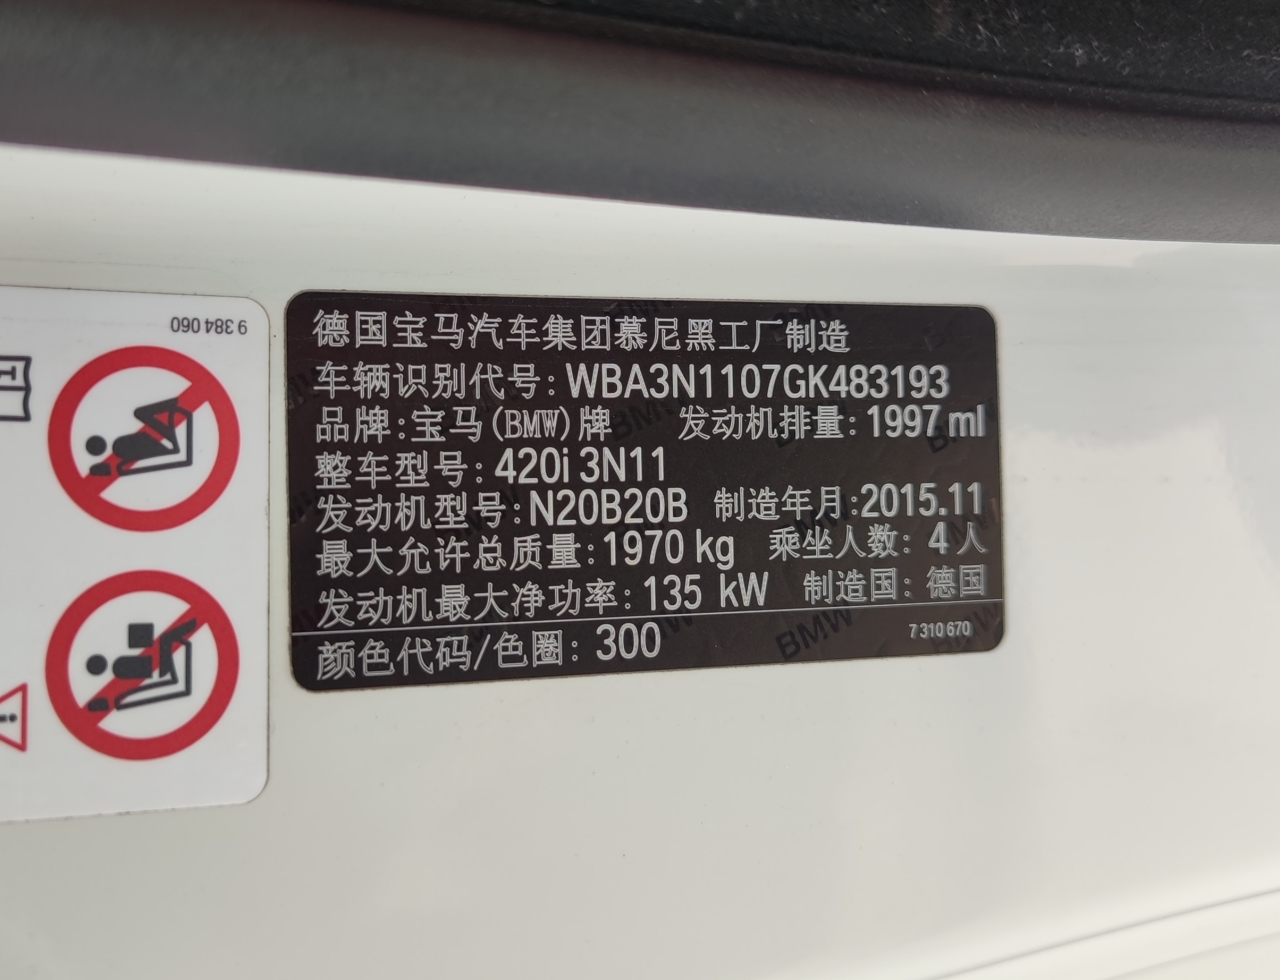 9 384 060
德国宝马汽车集团慕尼黑工厂制造
车辆识别代号: WBA3N1107GK483193
品牌:宝马(BMW)牌 发动机排量: 1997 ml
整车型号: 420i 3N11
发动机型号: N20B20B 制造年月:2015.11
最大允许总质量: 1970 kg 乘坐人数: 4人
发动机最大净功率: 135 kW 制造国: 德国
颜色代码/色圈: 300
7 310 670
BMW